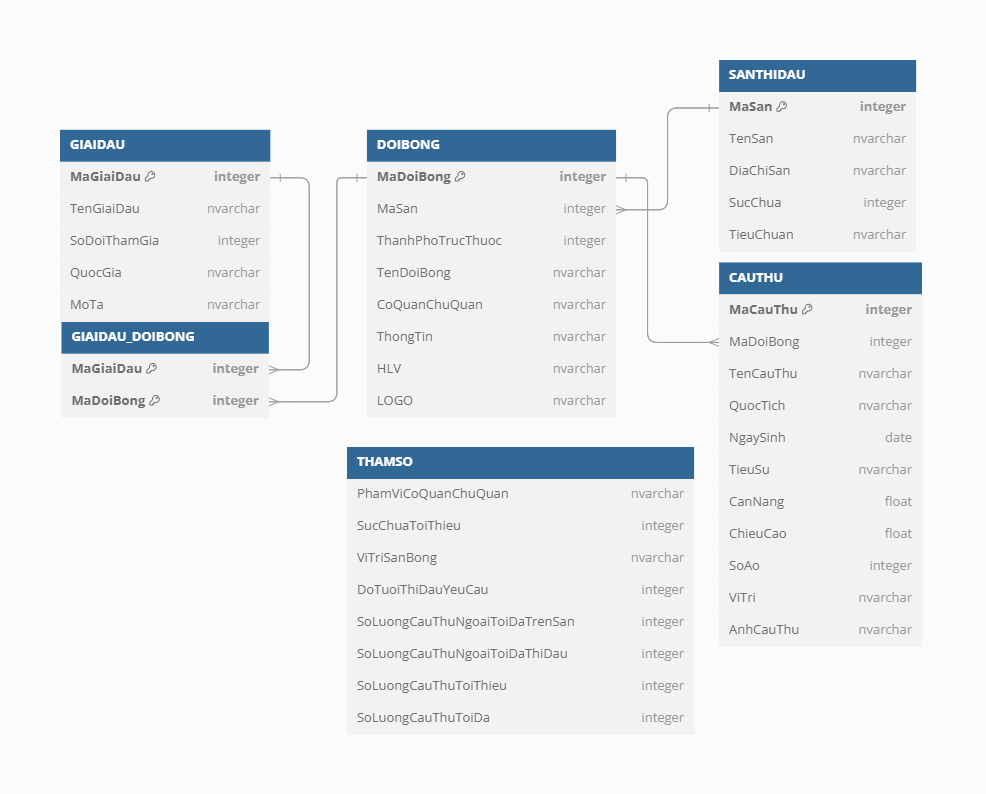 GIAIDAU
MaGiaiDau integer
TenGiaiDau nvarchar
SoDoiThamGia integer
QuocGia nvarchar
MoTa nvarchar
GIAIDAU_DOIBONG
MaGiaiDau integer
MaDoiBong integer
DOIBONG
MaDoiBong integer
MaSan integer
ThanhPhoTrucThuoc integer
TenDoiBong nvarchar
CoQuanChuQuan nvarchar
ThongTin nvarchar
HLV nvarchar
LOGO nvarchar
THAMSO
PhamViCoQuanChuQuan nvarchar
SucChuaToiThieu integer
ViTriSanBong nvarchar
DoTuoiThiDauYeuCau integer
SoLuongCauThuNgoaiToiDaTrenSan integer
SoLuongCauThuNgoaiToiDaThiDau integer
SoLuongCauThuToiThieu integer
SoLuongCauThuToiDa integer
SANTHIDAU
MaSan integer
TenSan nvarchar
DiaChiSan nvarchar
SucChua integer
TieuChuan nvarchar
CAUTHU
MaCauThu integer
MaDoiBong integer
TenCauThu nvarchar
QuocTich nvarchar
NgaySinh date
TieuSu nvarchar
CanNang float
ChieuCao float
SoAo integer
ViTri nvarchar
AnhCauThu nvarchar